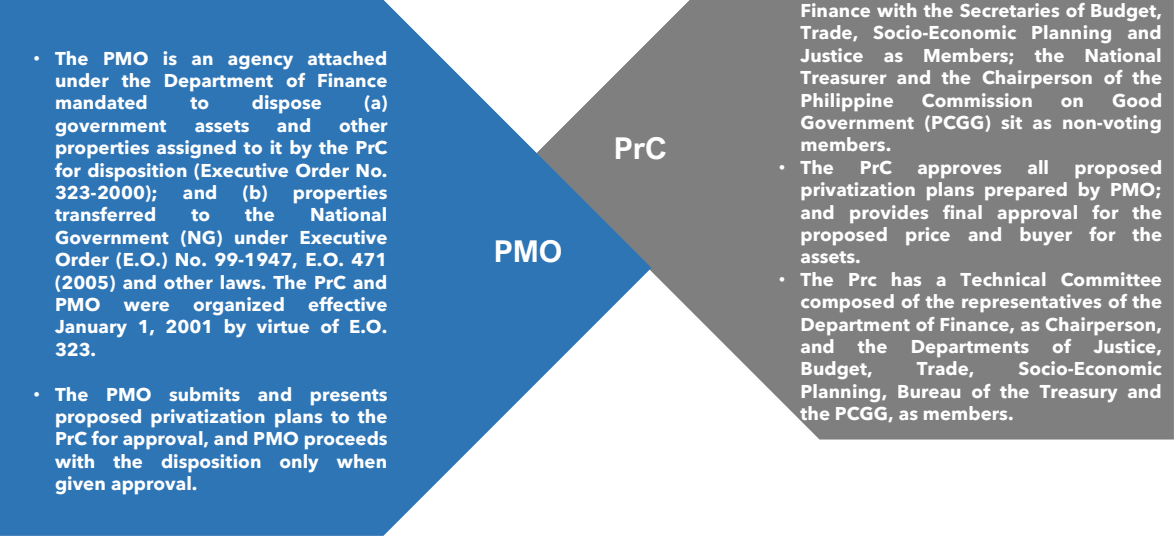 • The PMO is an agency attached
under the Department of Finance
mandated to dispose (a)
government assets and other
properties assigned to it by the PrC
for disposition (Executive Order No.
323-2000); and (b) properties
transferred to the National
Government (NG) under Executive
Order (E.O.) No. 99-1947, E.O. 471
(2005) and other laws. The PrC and
PMO were organized effective
January 1, 2001 by virtue of E.O.
323.
• The PMO submits and presents
proposed privatization plans to the
PrC for approval, and PMO proceeds
with the disposition only when
given approval.
PMO
PrC
Finance with the Secretaries of Budget,
Trade, Socio-Economic Planning and
Justice as Members; the National
Treasurer and the Chairperson of the
Philippine Commission on Good
Government (PCGG) sit as non-voting
members.
• The PrC approves all proposed
privatization plans prepared by PMO;
and provides final approval for the
proposed price and buyer for the
assets.
• The Prc has a Technical Committee
composed of the representatives of the
Department of Finance, as Chairperson,
and the Departments of Justice,
Budget, Trade, Socio-Economic
Planning, Bureau of the Treasury and
the PCGG, as members.